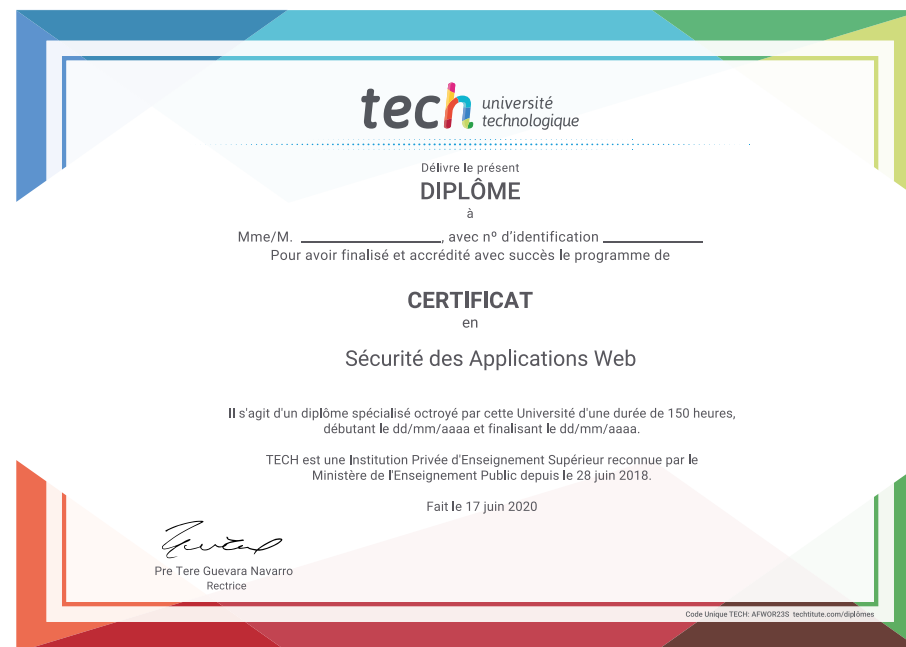 tech université
technologique
Délivre le présent
DIPLÔME
à
Mme/M. ____________________, avec nº d'identification ______________
Pour avoir finalisé et accrédité avec succès le programme de
CERTIFICAT
en
Sécurité des Applications Web
Il s'agit d'un diplôme spécialisé octroyé par cette Université d'une durée de 150 heures,
débutant le dd/mm/aaaa et finalisant le dd/mm/aaaa.
TECH est une Institution Privée d'Enseignement Supérieur reconnue par le
Ministère de l'Enseignement Public depuis le 28 juin 2018.
Fait le 17 juin 2020
Pre Tere Guevara Navarro
Rectrice
Code Unique TECH: AFWOR23S techtitute.com/diplômes